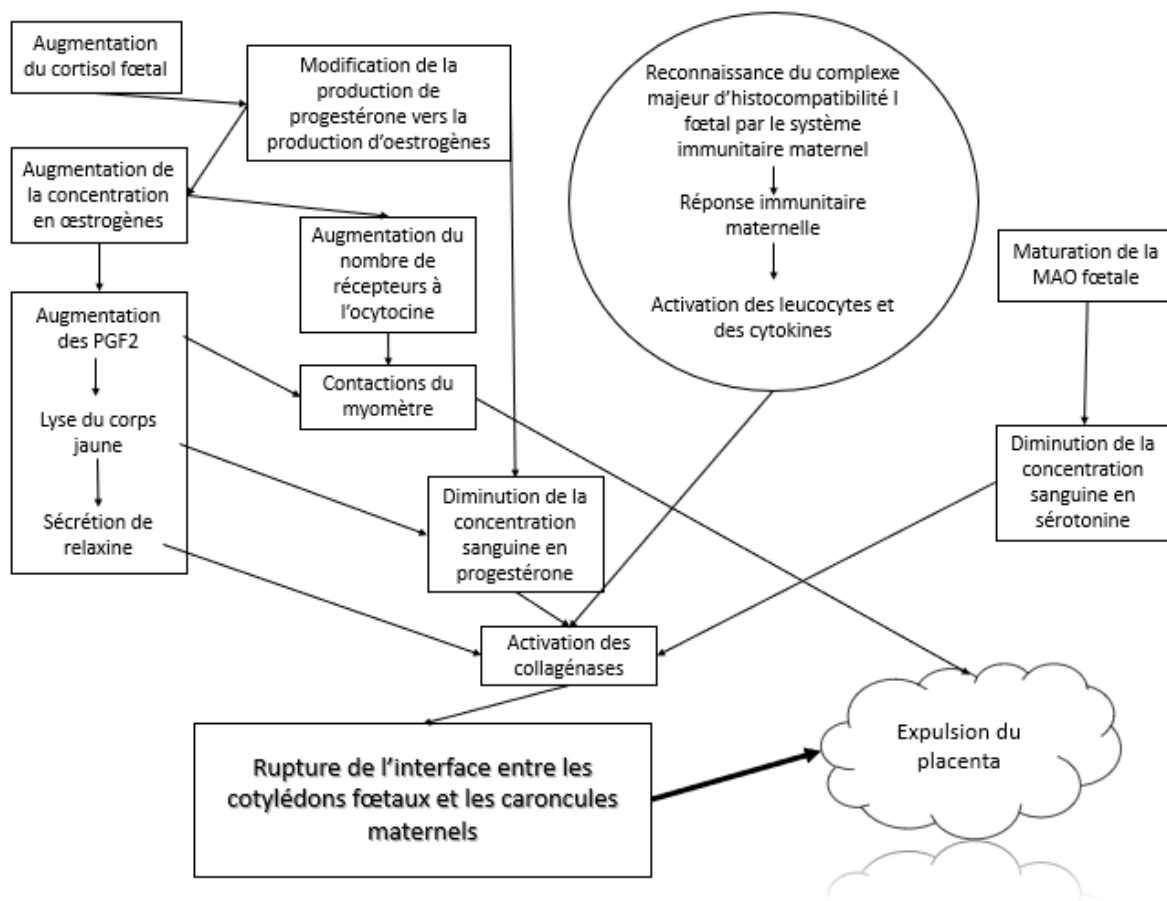 Augmentation
du cortisol fœtal
Modification de la
production de
progestérone vers la
production d'oestrogènes
Reconnaissance du complexe
majeur d'histocompatibilité I
fœtal par le système
immunitaire maternel
Réponse immunitaire
maternelle
Activation des leucocytes et
des cytokines
Augmentation de
la concentration
en œstrogènes
Augmentation du
nombre de
récepteurs à
l'ocytocine
Maturation de la
MAO fœtale
Augmentation
des PGF2
Lyse du corps
jaune
Sécrétion de
relaxine
Contactions du
myomètre
Diminution de la
concentration
sanguine en
progestérone
Diminution de la
concentration
sanguine en
sérotonine
Activation des
collagénases
Rupture de l'interface entre les
cotylédons fœtaux et les caroncules
maternels
Expulsion du
placenta